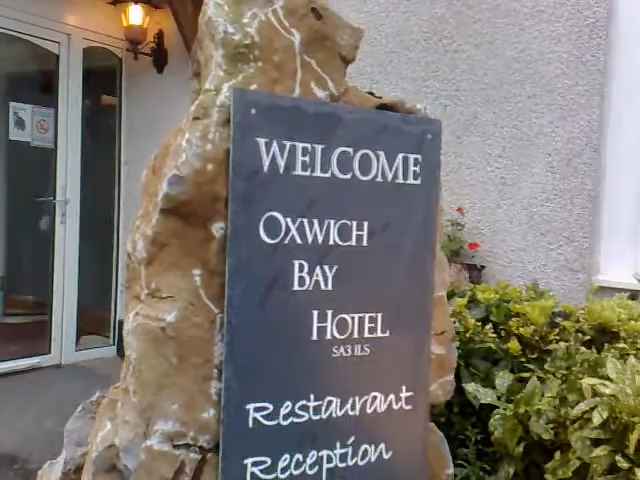 WELCOME
OXWICH
BAY
HOTEL
SA3 1LS
Restaurant
Reception